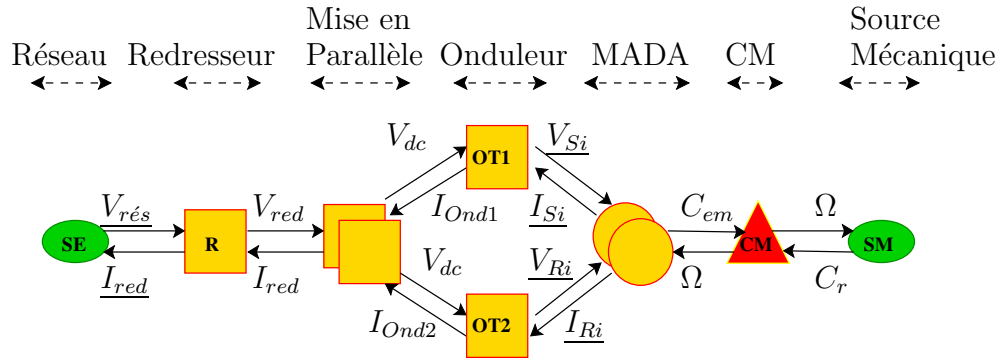 Réseau Redresseur Mise en Parallèle Onduleur MADA CM Source Mécanique
V_dc OT1 V_Si
I_Ond1 I_Si
V_rés V_red C_em Ω
SE R CM SM
I_red I_red V_dc V_Ri Ω C_r
I_Ond2 OT2 I_Ri